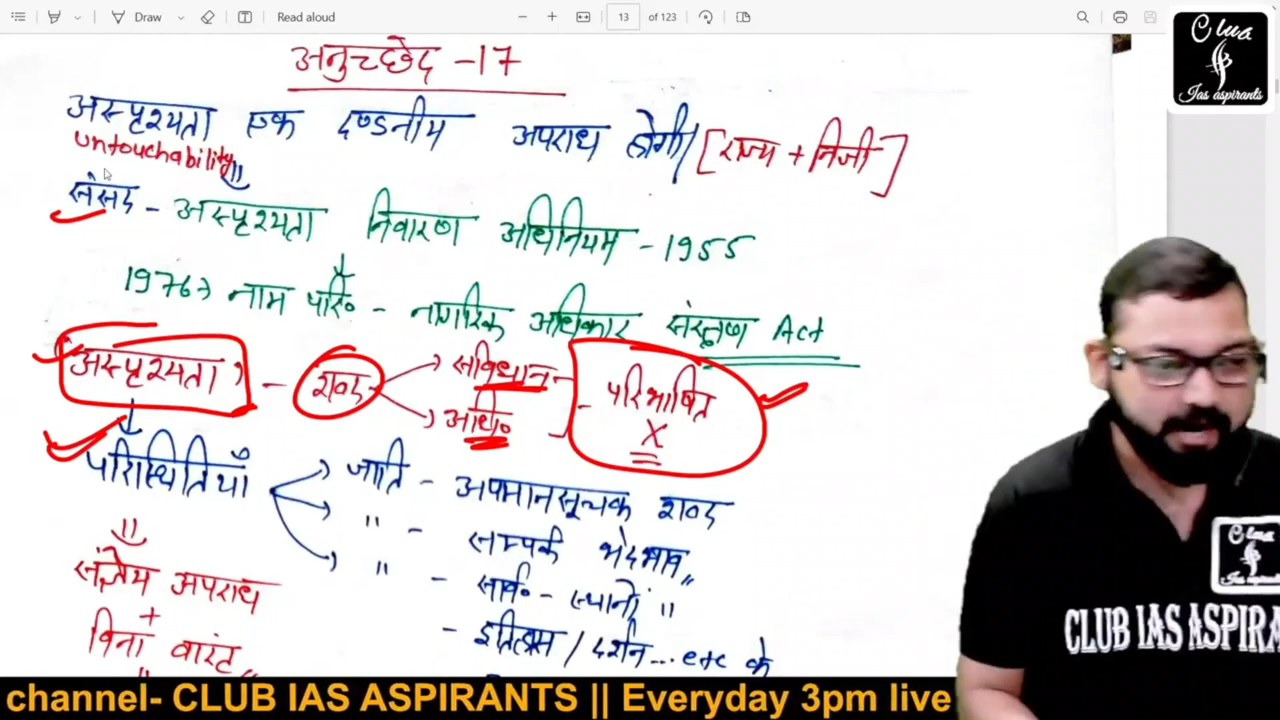 Draw
Read aloud
13 of 123
Club
Ias aspirants
अनुच्छेद -17
अस्पृश्यता एक दण्डनीय अपराध होगी/ [राज्य + निजी]
untouchability
संसद - अस्पृश्यता निवारण अधिनियम - 1955
1976 → नाम परि० - नागरिक अधिकार संरक्षण Act
अस्पृश्यता - शब्द → संविधान - परिभाषित
→ अधि० X
परिस्थितियाँ → जाति - अपमानसूचक शब्द
→ " - सम्पर्क भेदभाव "
संज्ञेय अपराध → " - सार्व० - स्थानों "
+
बिना वारंट " - इतिहास / दर्शन... etc के
Club
Ias aspirants
CLUB IAS ASPIRA
channel- CLUB IAS ASPIRANTS || Everyday 3pm live